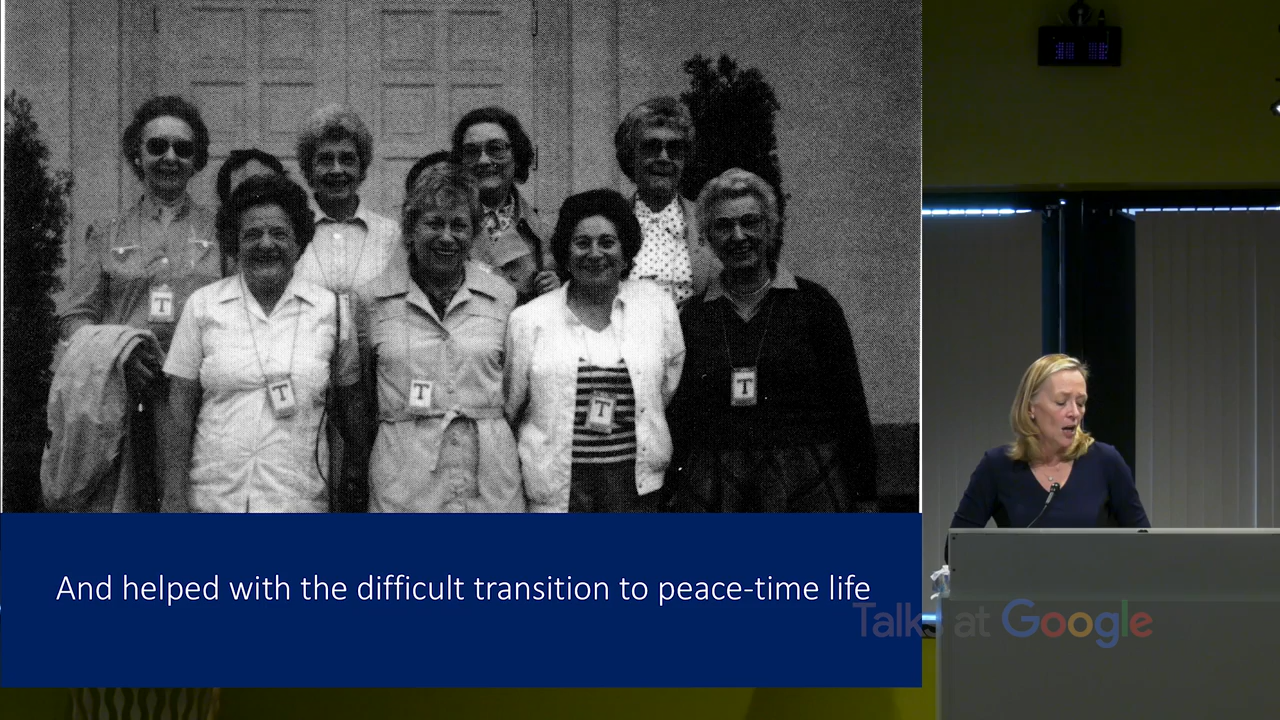 T
T
T
T
T
And helped with the difficult transition to peace-time life
Talks at Google